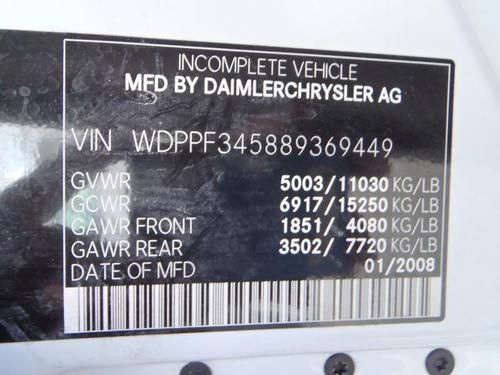 INCOMPLETE VEHICLE
MFD BY DAIMLERCHRYSLER AG
VIN WDPPF345889369449
GVWR 5003/11030 KG/LB
GCWR 6917/15250 KG/LB
GAWR FRONT 1851/ 4080 KG/LB
GAWR REAR 3502/ 7720 KG/LB
DATE OF MFD 01/2008